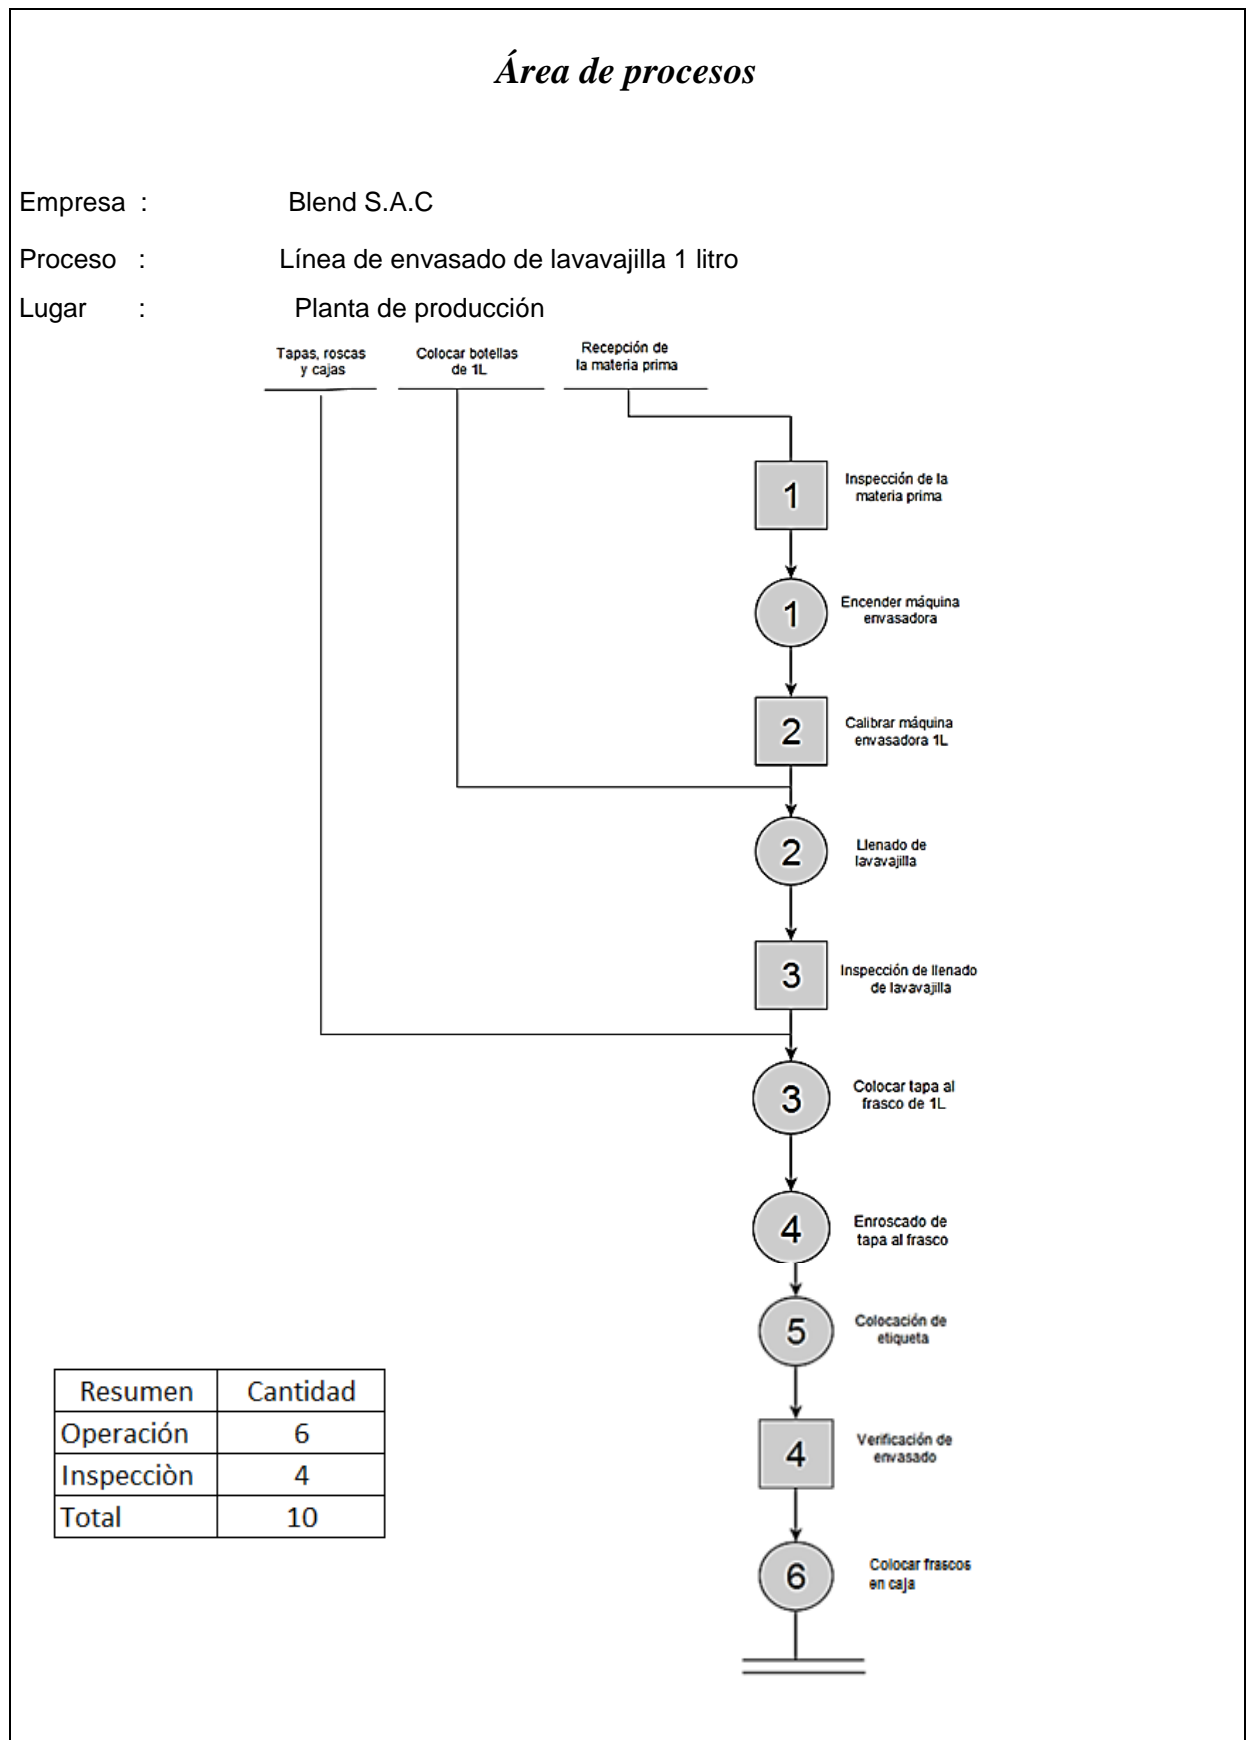 Área de procesos
Empresa : Blend S.A.C
Proceso : Línea de envasado de lavavajilla 1 litro
Lugar : Planta de producción
Tapas, roscas
y cajas
Colocar botellas
de 1L
Recepción de
la materia prima
1
Inspección de la
materia prima
1
Encender máquina
envasadora
2
Calibrar máquina
envasadora 1L
2
Llenado de
lavavajilla
3
Inspección de llenado
de lavavajilla
3
Colocar tapa al
frasco de 1L
4
Enroscado de
tapa al frasco
5
Colocación de
etiqueta
4
Verificación de
envasado
6
Colocar frascos
en caja
Resumen Cantidad
Operación 6
Inspecciòn 4
Total 10